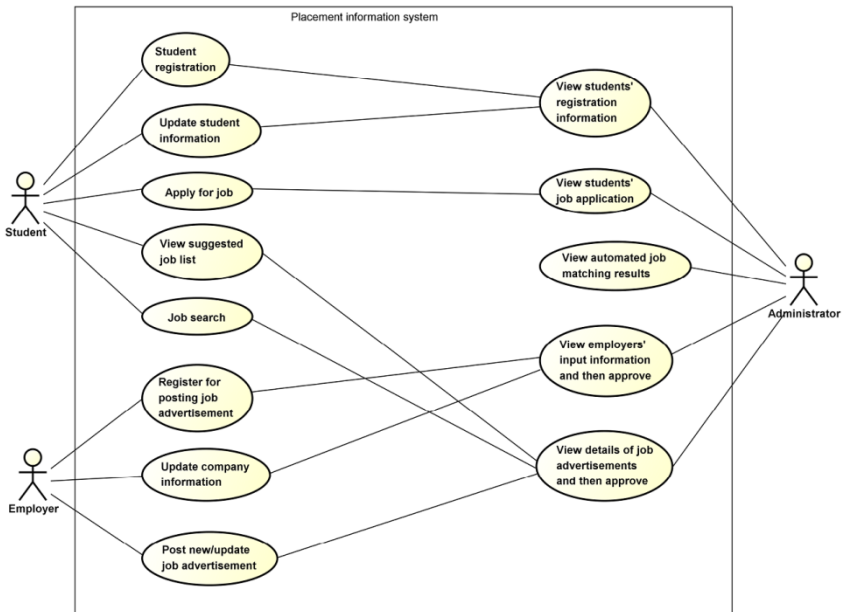 Placement information system
Student
registration
View students'
registration
information
Update student
information
Apply for job
View students'
job application
Student
View suggested
job list
View automated job
matching results
Administrator
Job search
View employers'
input information
and then approve
Register for
posting job
advertisement
View details of job
advertisements
and then approve
Update company
information
Employer
Post new/update
job advertisement